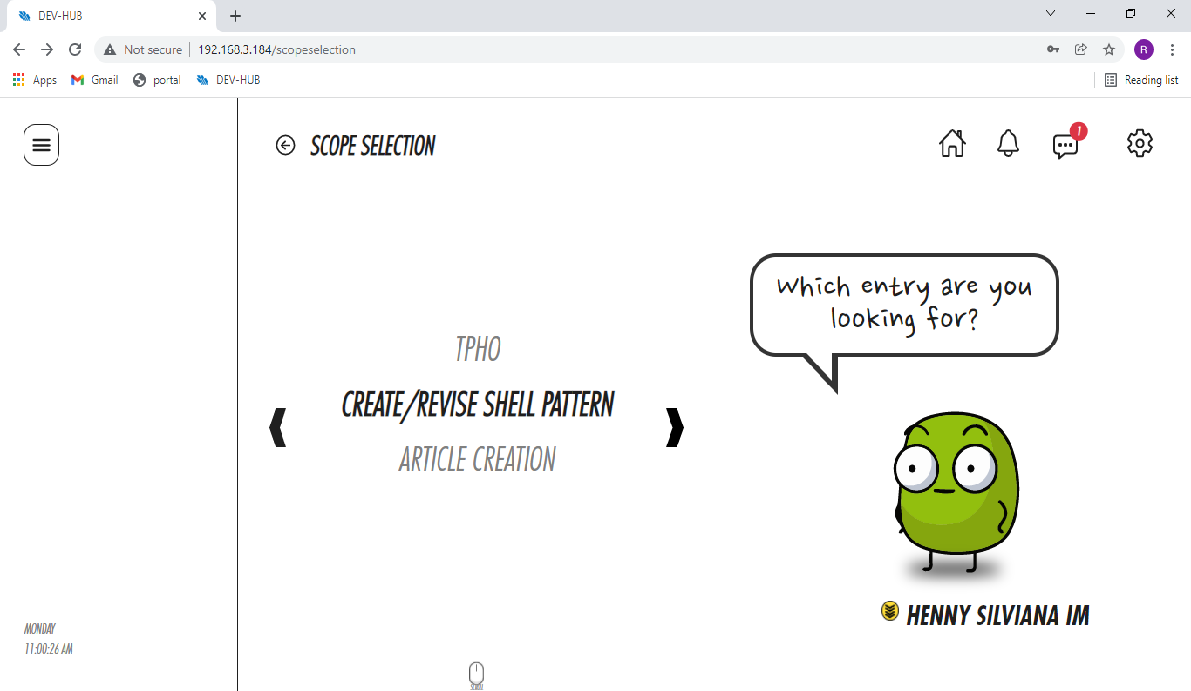 DEV-HUB
Not secure
192.168.3.184/scopeselection
R
Apps
Gmail
portal
DEV-HUB
Reading list
SCOPE SELECTION
1
Which entry are you
looking for?
TPHO
CREATE/REVISE SHELL PATTERN
ARTICLE CREATION
HENNY SILVIANA IM
MONDAY
11:00:26 AM
SCROLL